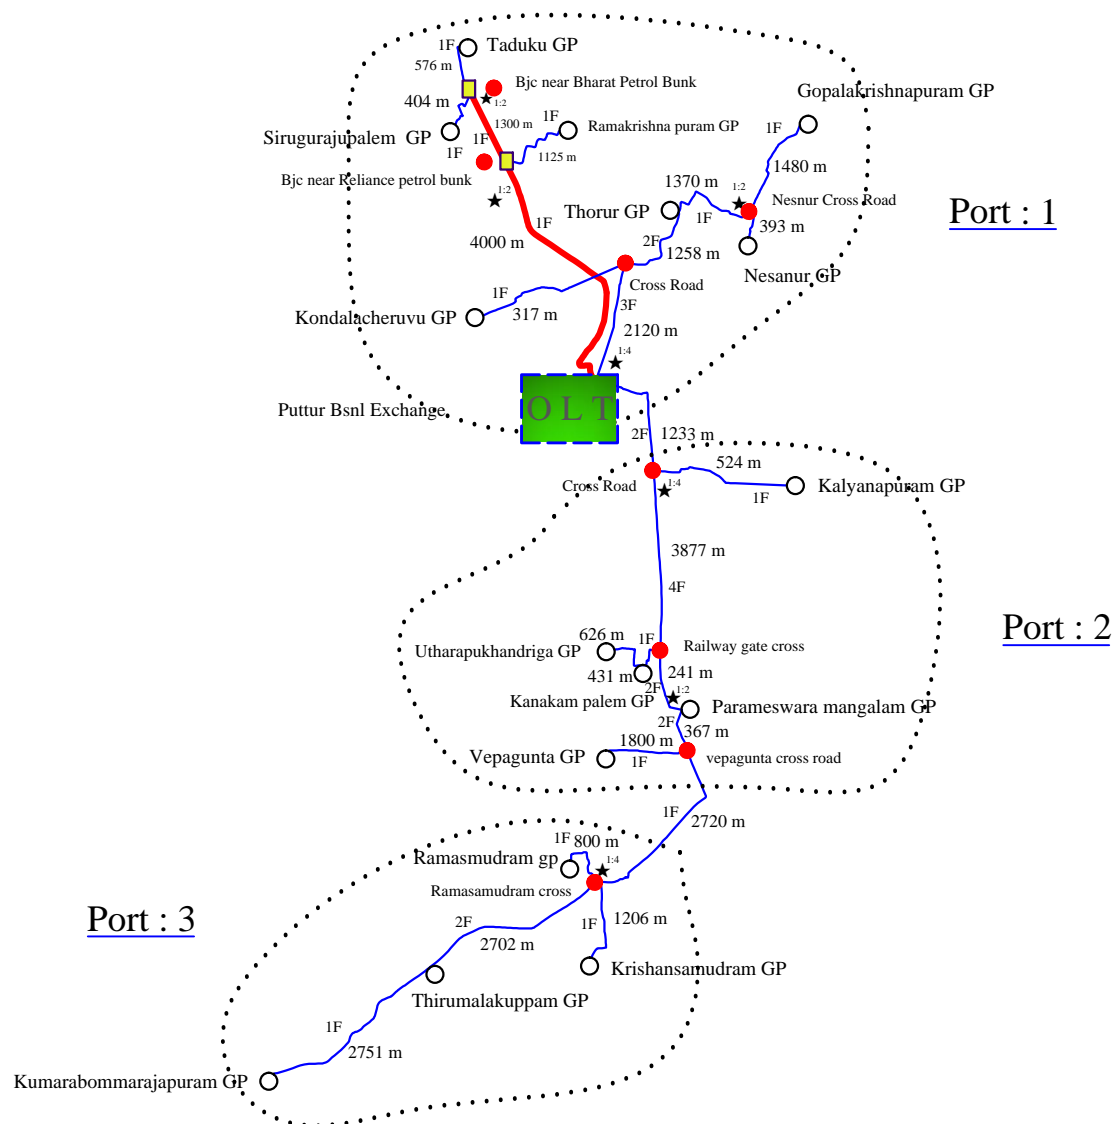 1F
Taduku GP
576 m
Bjc near Bharat Petrol Bunk
Gopalakrishnapuram GP
404 m
1:2
1300 m
1F
1F
Sirugurajupalem GP
Ramakrishna puram GP
1F
1F
1125 m
1480 m
Bjc near Reliance petrol bunk
1370 m
1:2
1:2
Nesnur Cross Road
Thorur GP
1F
Port : 1
1F
393 m
4000 m
2F
1258 m
Nesanur GP
Cross Road
1F
3F
Kondalacheruvu GP
317 m
2120 m
1:4
Puttur Bsnl Exchange
O L T
2F
1233 m
524 m
Cross Road
1:4
Kalyanapuram GP
1F
3877 m
4F
Port : 2
626 m
1F
Railway gate cross
Utharapukhandriga GP
431 m
241 m
2F
1:2
Kanakam palem GP
Parameswara mangalam GP
2F
367 m
1800 m
Vepagunta GP
1F
vepagunta cross road
1F
2720 m
1F
800 m
Ramasmudram gp
1:4
Ramasamudram cross
Port : 3
2F
1F
1206 m
2702 m
Krishansamudram GP
Thirumalakuppam GP
1F
2751 m
Kumarabommarajapuram GP